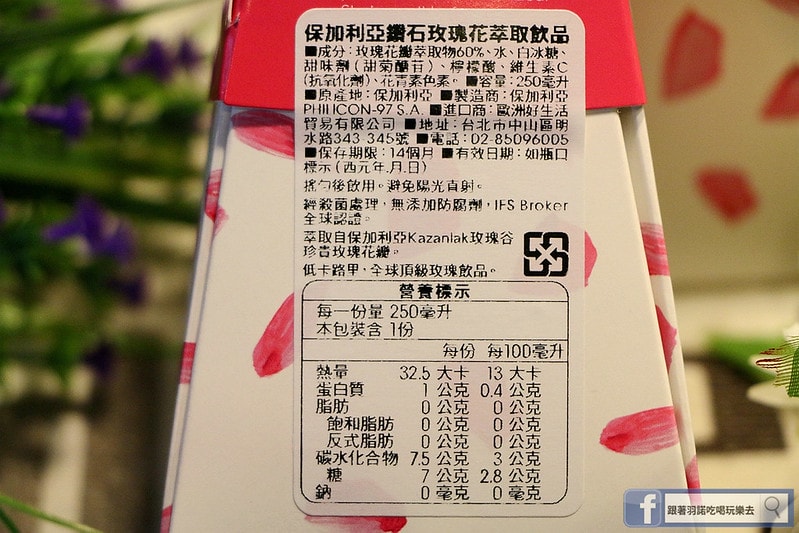 保加利亞鑽石玫瑰花萃取飲品
■成分：玫瑰花瓣萃取物60%、水、白冰糖、
甜味劑（甜菊醣苷）、檸檬酸、維生素C
(抗氧化劑)、花青素色素。■容量：250毫升
■原產地：保加利亞 ■製造商：保加利亞
PHILICON-97 S.A. ■進口商：歐洲好生活
貿易有限公司 ■地址：台北市中山區明
水路343 345號 ■電話：02-85096005
■保存期限：14個月 ■有效日期：如瓶口
標示（西元年.月.日）
搖勻後飲用。避免陽光直射。
經殺菌處理，無添加防腐劑，IFS Broker
全球認證。
萃取自保加利亞Kazanlak玫瑰谷
珍貴玫瑰花瓣。
低卡路里，全球頂級玫瑰飲品。
營養標示
每一份量 250毫升
本包裝含 1份
每份 每100毫升
熱量 32.5 大卡 13 大卡
蛋白質 1 公克 0.4 公克
脂肪 0 公克 0 公克
飽和脂肪 0 公克 0 公克
反式脂肪 0 公克 0 公克
碳水化合物 7.5 公克 3 公克
糖 7 公克 2.8 公克
鈉 0 毫克 0 毫克
f 跟著羽諾吃喝玩樂去